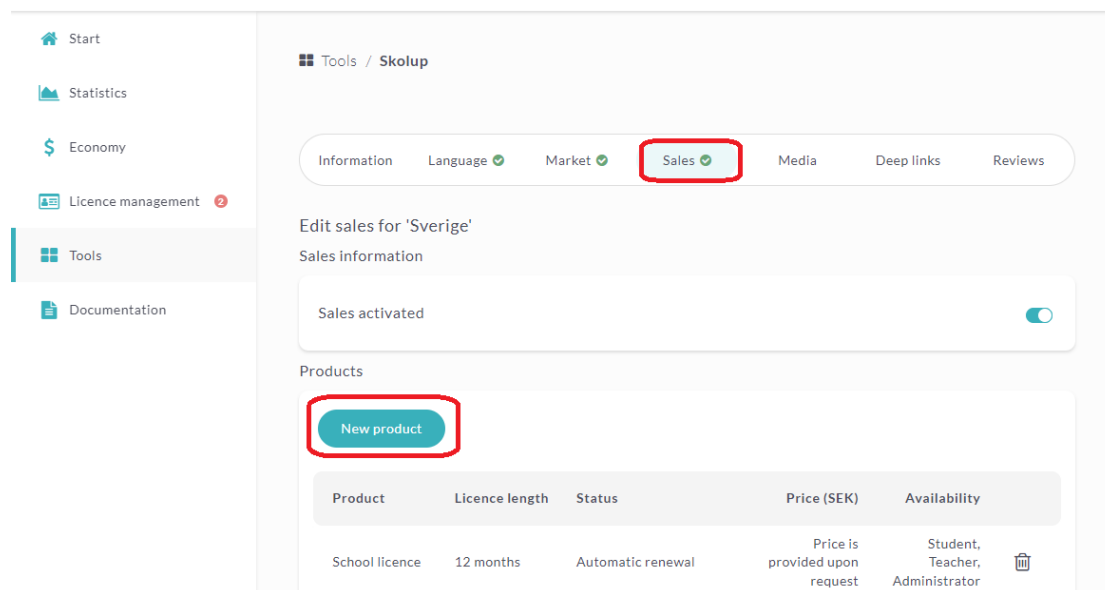 Start
Statistics
Economy
Licence management 2
Tools
Documentation
Tools / Skolup
Information Language Market Sales Media Deep links Reviews
Edit sales for 'Sverige'
Sales information
Sales activated
Products
New product
Product Licence length Status Price (SEK) Availability
School licence 12 months Automatic renewal Price is provided upon request Student, Teacher, Administrator